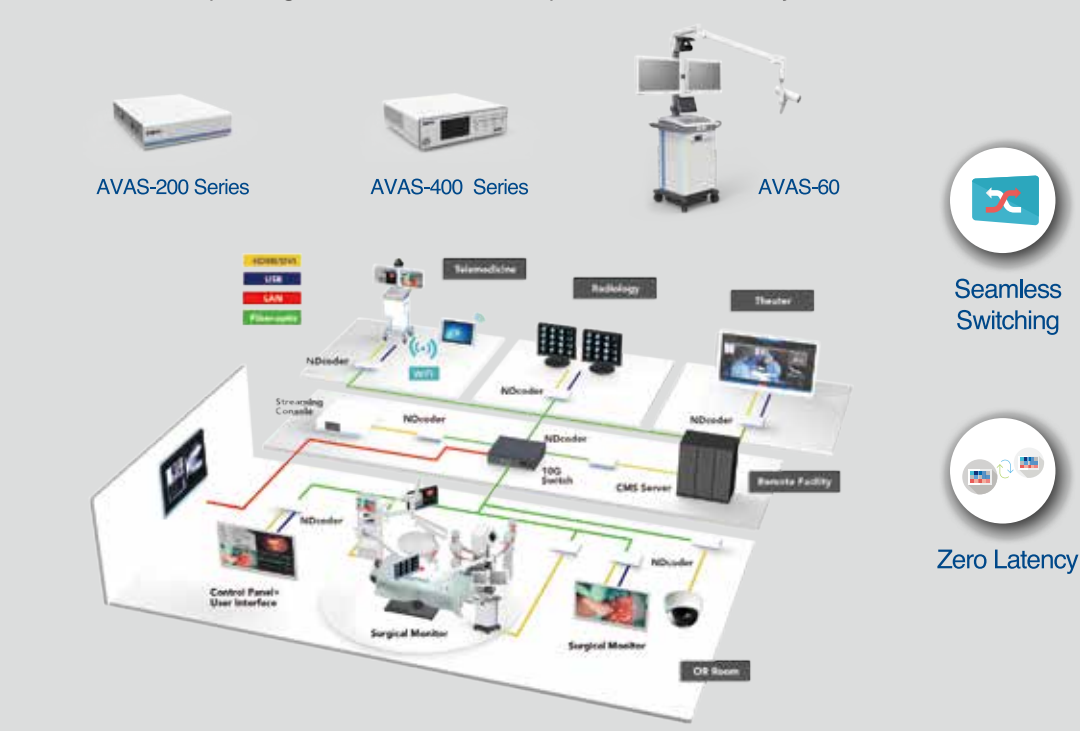 AVAS-200 Series
AVAS-400 Series
AVAS-60
Seamless
Switching
Zero Latency
HDMI/DVI
USB
LAN
Fiber-optic
Telemedicine
Radiology
Theater
NDcoder
WiFi
NDcoder
NDcoder
Streaming
Console
NDcoder
NDcoder
10G
Switch
CMS Server
Remote Facility
NDcoder
NDcoder
Control Panel+
User Interface
Surgical Monitor
Surgical Monitor
OR Room